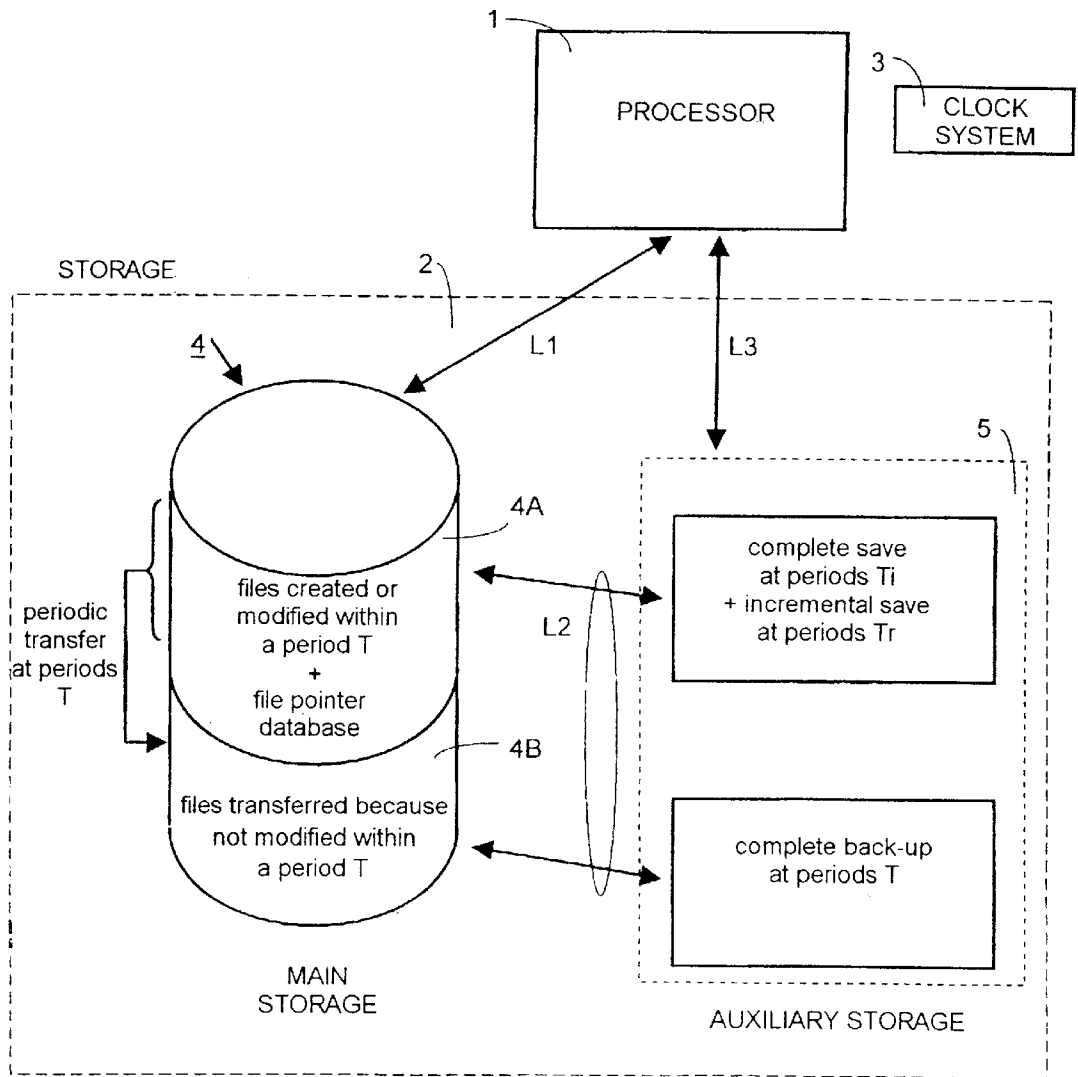 1
PROCESSOR
3
CLOCK
SYSTEM
STORAGE
2
4
L1
L3
5
4A
files created or
modified within
a period T
+
file pointer
database
periodic
transfer
at periods
T
L2
complete save
at periods Ti
+ incremental save
at periods Tr
4B
files transferred because
not modified within
a period T
complete back-up
at periods T
MAIN
STORAGE
AUXILIARY STORAGE